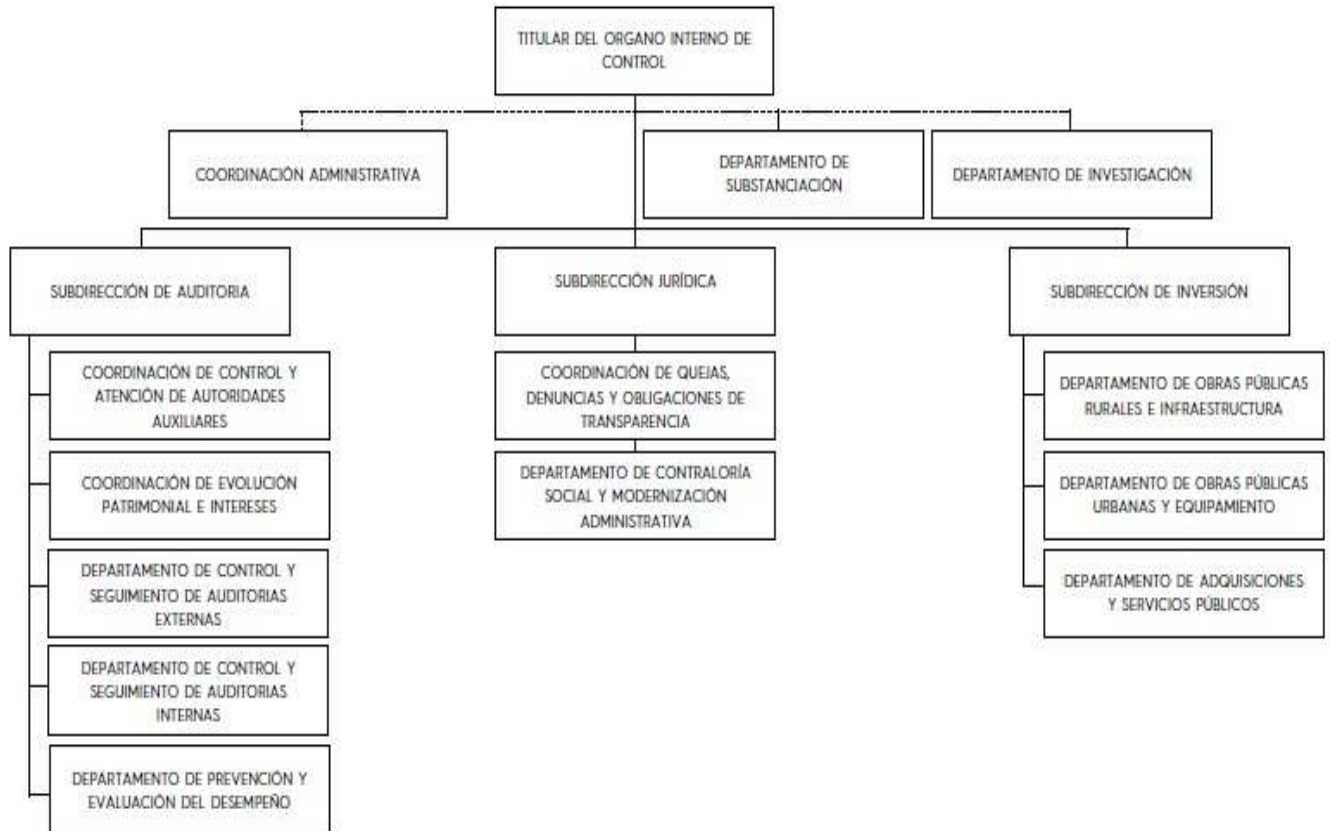 TITULAR DEL ORGANO INTERNO DE
CONTROL
COORDINACIÓN ADMINISTRATIVA
DEPARTAMENTO DE
SUBSTANCIACIÓN
DEPARTAMENTO DE INVESTIGACIÓN
SUBDIRECCIÓN DE AUDITORIA
SUBDIRECCIÓN JURÍDICA
SUBDIRECCIÓN DE INVERSIÓN
COORDINACIÓN DE CONTROL Y
ATENCIÓN DE AUTORIDADES
AUXILIARES
COORDINACIÓN DE EVOLUCIÓN
PATRIMONIAL E INTERESES
DEPARTAMENTO DE CONTROL Y
SEGUIMIENTO DE AUDITORIAS
EXTERNAS
DEPARTAMENTO DE CONTROL Y
SEGUIMIENTO DE AUDITORIAS
INTERNAS
DEPARTAMENTO DE PREVENCIÓN Y
EVALUACIÓN DEL DESEMPEÑO
COORDINACIÓN DE QUEJAS,
DENUNCIAS Y OBLIGACIONES DE
TRANSPARENCIA
DEPARTAMENTO DE CONTRALORÍA
SOCIAL Y MODERNIZACIÓN
ADMINISTRATIVA
DEPARTAMENTO DE OBRAS PÚBLICAS
RURALES E INFRAESTRUCTURA
DEPARTAMENTO DE OBRAS PÚBLICAS
URBANAS Y EQUIPAMIENTO
DEPARTAMENTO DE ADQUISICIONES
Y SERVICIOS PÚBLICOS